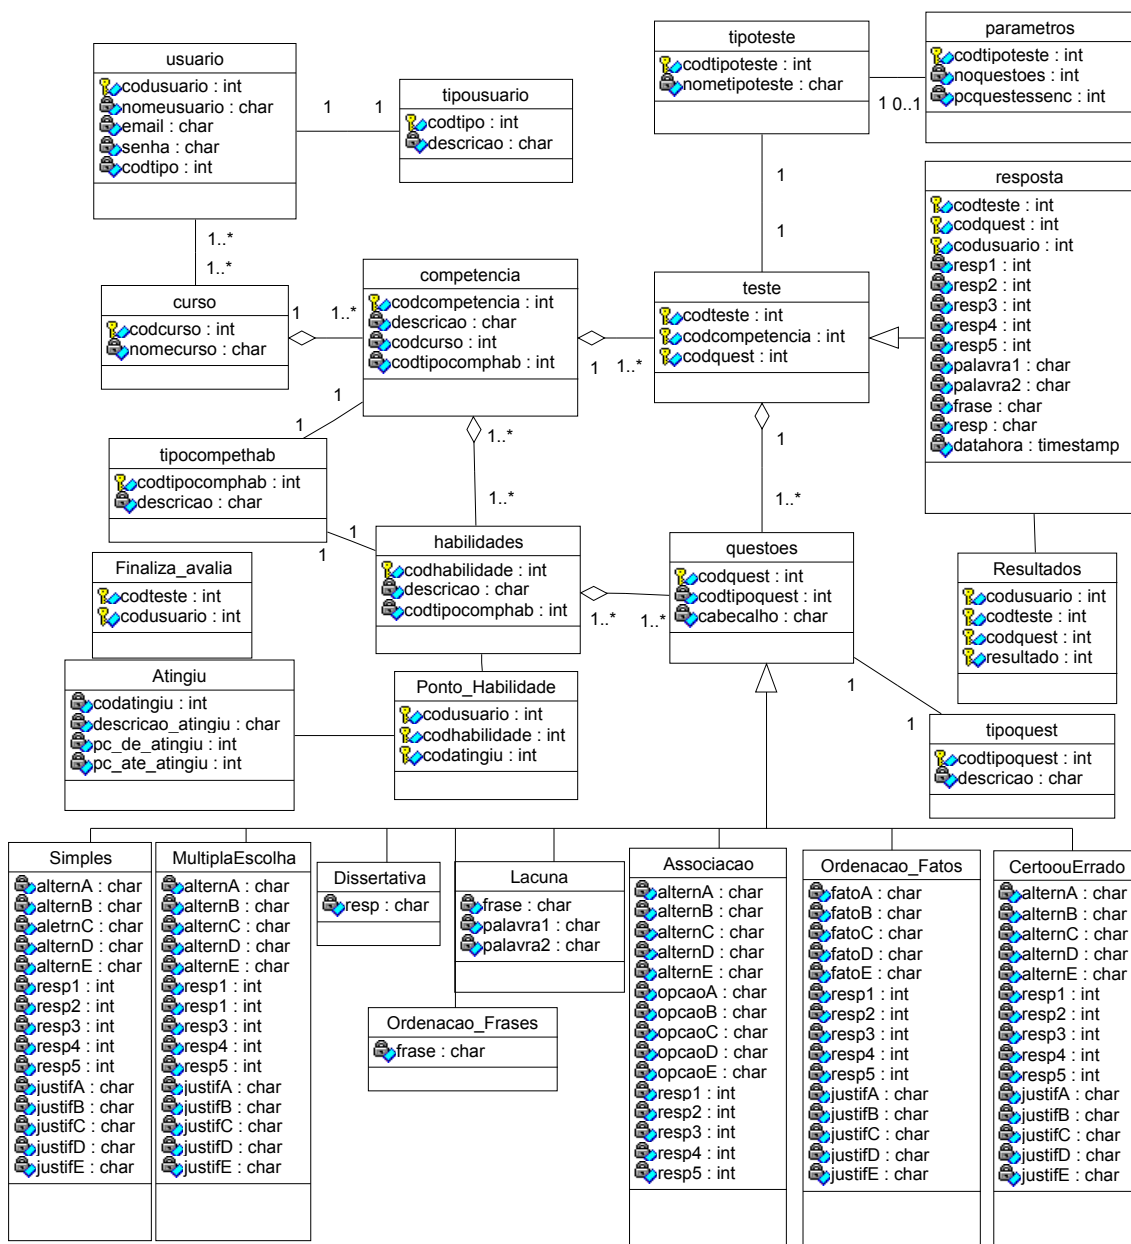 usuario
codusuario : int
nomeusuario : char
email : char
senha : char
codtipo : int
1
1
tipousuario
codtipo : int
descricao : char
tipoteste
codtipoteste : int
nometipoteste : char
1
0..1
parametros
codtipoteste : int
noquestoes : int
pcquestessenc : int
1
1
1..*
1..*
curso
codcurso : int
nomecurso : char
1
1..*
competencia
codcompetencia : int
descricao : char
codcurso : int
codtipocomphab : int
1
1..*
teste
codteste : int
codcompetencia : int
codquest : int
resposta
codteste : int
codquest : int
codusuario : int
resp1 : int
resp2 : int
resp3 : int
resp4 : int
resp5 : int
palavra1 : char
palavra2 : char
frase : char
resp : char
datahora : timestamp
1
1
tipocompethab
codtipocomphab : int
descricao : char
1
1
1..*
1..*
1
1..*
habilidades
codhabilidade : int
descricao : char
codtipocomphab : int
1..*
1..*
questoes
codquest : int
codtipoquest : int
cabecalho : char
Resultados
codusuario : int
codteste : int
codquest : int
resultado : int
Finaliza_avalia
codteste : int
codusuario : int
Atingiu
codatingiu : int
descricao_atingiu : char
pc_de_atingiu : int
pc_ate_atingiu : int
Ponto_Habilidade
codusuario : int
codhabilidade : int
codatingiu : int
1
1
tipoquest
codtipoquest : int
descricao : char
Simples
alternA : char
alternB : char
aletrnC : char
alternD : char
alternE : char
resp1 : int
resp2 : int
resp3 : int
resp4 : int
resp5 : int
justifA : char
justifB : char
justifC : char
justifD : char
justifE : char
MultiplaEscolha
alternA : char
alternB : char
alternC : char
alternD : char
alternE : char
resp1 : int
resp1 : int
resp3 : int
resp4 : int
resp5 : int
justifA : char
justifB : char
justifC : char
justifD : char
justifE : char
Dissertativa
resp : char
Lacuna
frase : char
palavra1 : char
palavra2 : char
Ordenacao_Frases
frase : char
Associacao
alternA : char
alternB : char
alternC : char
alternD : char
alternE : char
opcaoA : char
opcaoB : char
opcaoC : char
opcaoD : char
opcaoE : char
resp1 : int
resp2 : int
resp3 : int
resp4 : int
resp5 : int
Ordenacao_Fatos
fatoA : char
fatoB : char
fatoC : char
fatoD : char
fatoE : char
resp1 : int
resp2 : int
resp3 : int
resp4 : int
resp5 : int
justifA : char
justifB : char
justifC : char
justifD : char
justifE : char
CertoouErrado
alternA : char
alternB : char
alternC : char
alternD : char
alternE : char
resp1 : int
resp2 : int
resp3 : int
resp4 : int
resp5 : int
justifA : char
justifB : char
justifC : char
justifD : char
justifE : char